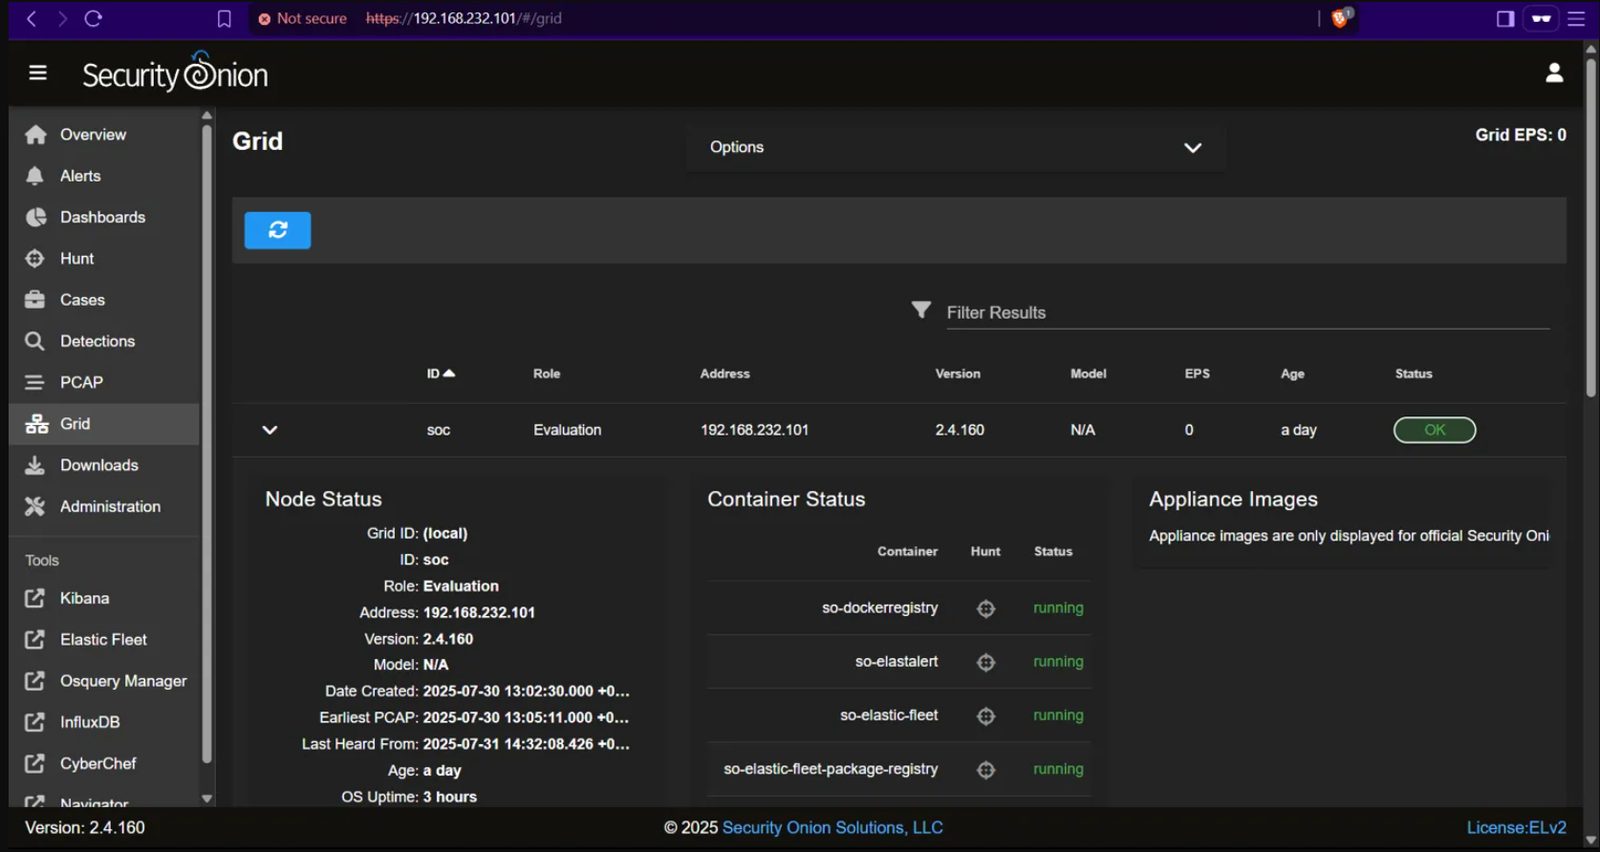 Not secure https://192.168.232.101/#/grid 1
Security Onion
Overview
Alerts
Dashboards
Hunt
Cases
Detections
PCAP
Grid
Downloads
Administration
Tools
Kibana
Elastic Fleet
Osquery Manager
InfluxDB
CyberChef
Navigator
Grid
Options
Grid EPS: 0
Filter Results
ID Role Address Version Model EPS Age Status
soc Evaluation 192.168.232.101 2.4.160 N/A 0 a day OK
Node Status
Grid ID: (local)
ID: soc
Role: Evaluation
Address: 192.168.232.101
Version: 2.4.160
Model: N/A
Date Created: 2025-07-30 13:02:30.000 +0...
Earliest PCAP: 2025-07-30 13:05:11.000 +0...
Last Heard From: 2025-07-31 14:32:08.426 +0...
Age: a day
OS Uptime: 3 hours
Container Status
Container Hunt Status
so-dockerregistry running
so-elastalert running
so-elastic-fleet running
so-elastic-fleet-package-registry running
Appliance Images
Appliance images are only displayed for official Security Oni
Version: 2.4.160
© 2025 Security Onion Solutions, LLC
License:ELv2